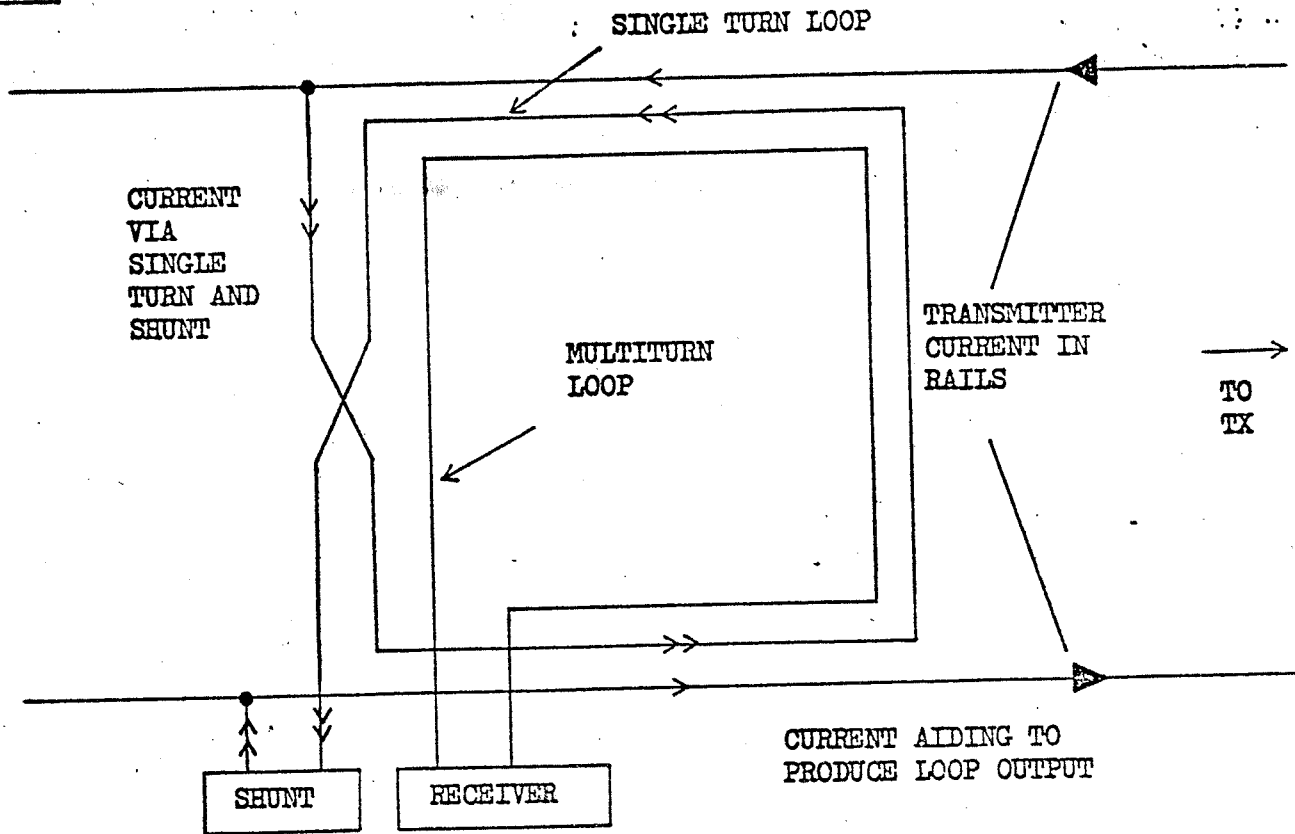 SINGLE TURN LOOP
CURRENT
VIA
SINGLE
TURN AND
SHUNT
MULTITURN
LOOP
TRANSMITTER
CURRENT IN
RAILS
TO
TX
CURRENT AIDING TO
PRODUCE LOOP OUTPUT
SHUNT
RECEIVER